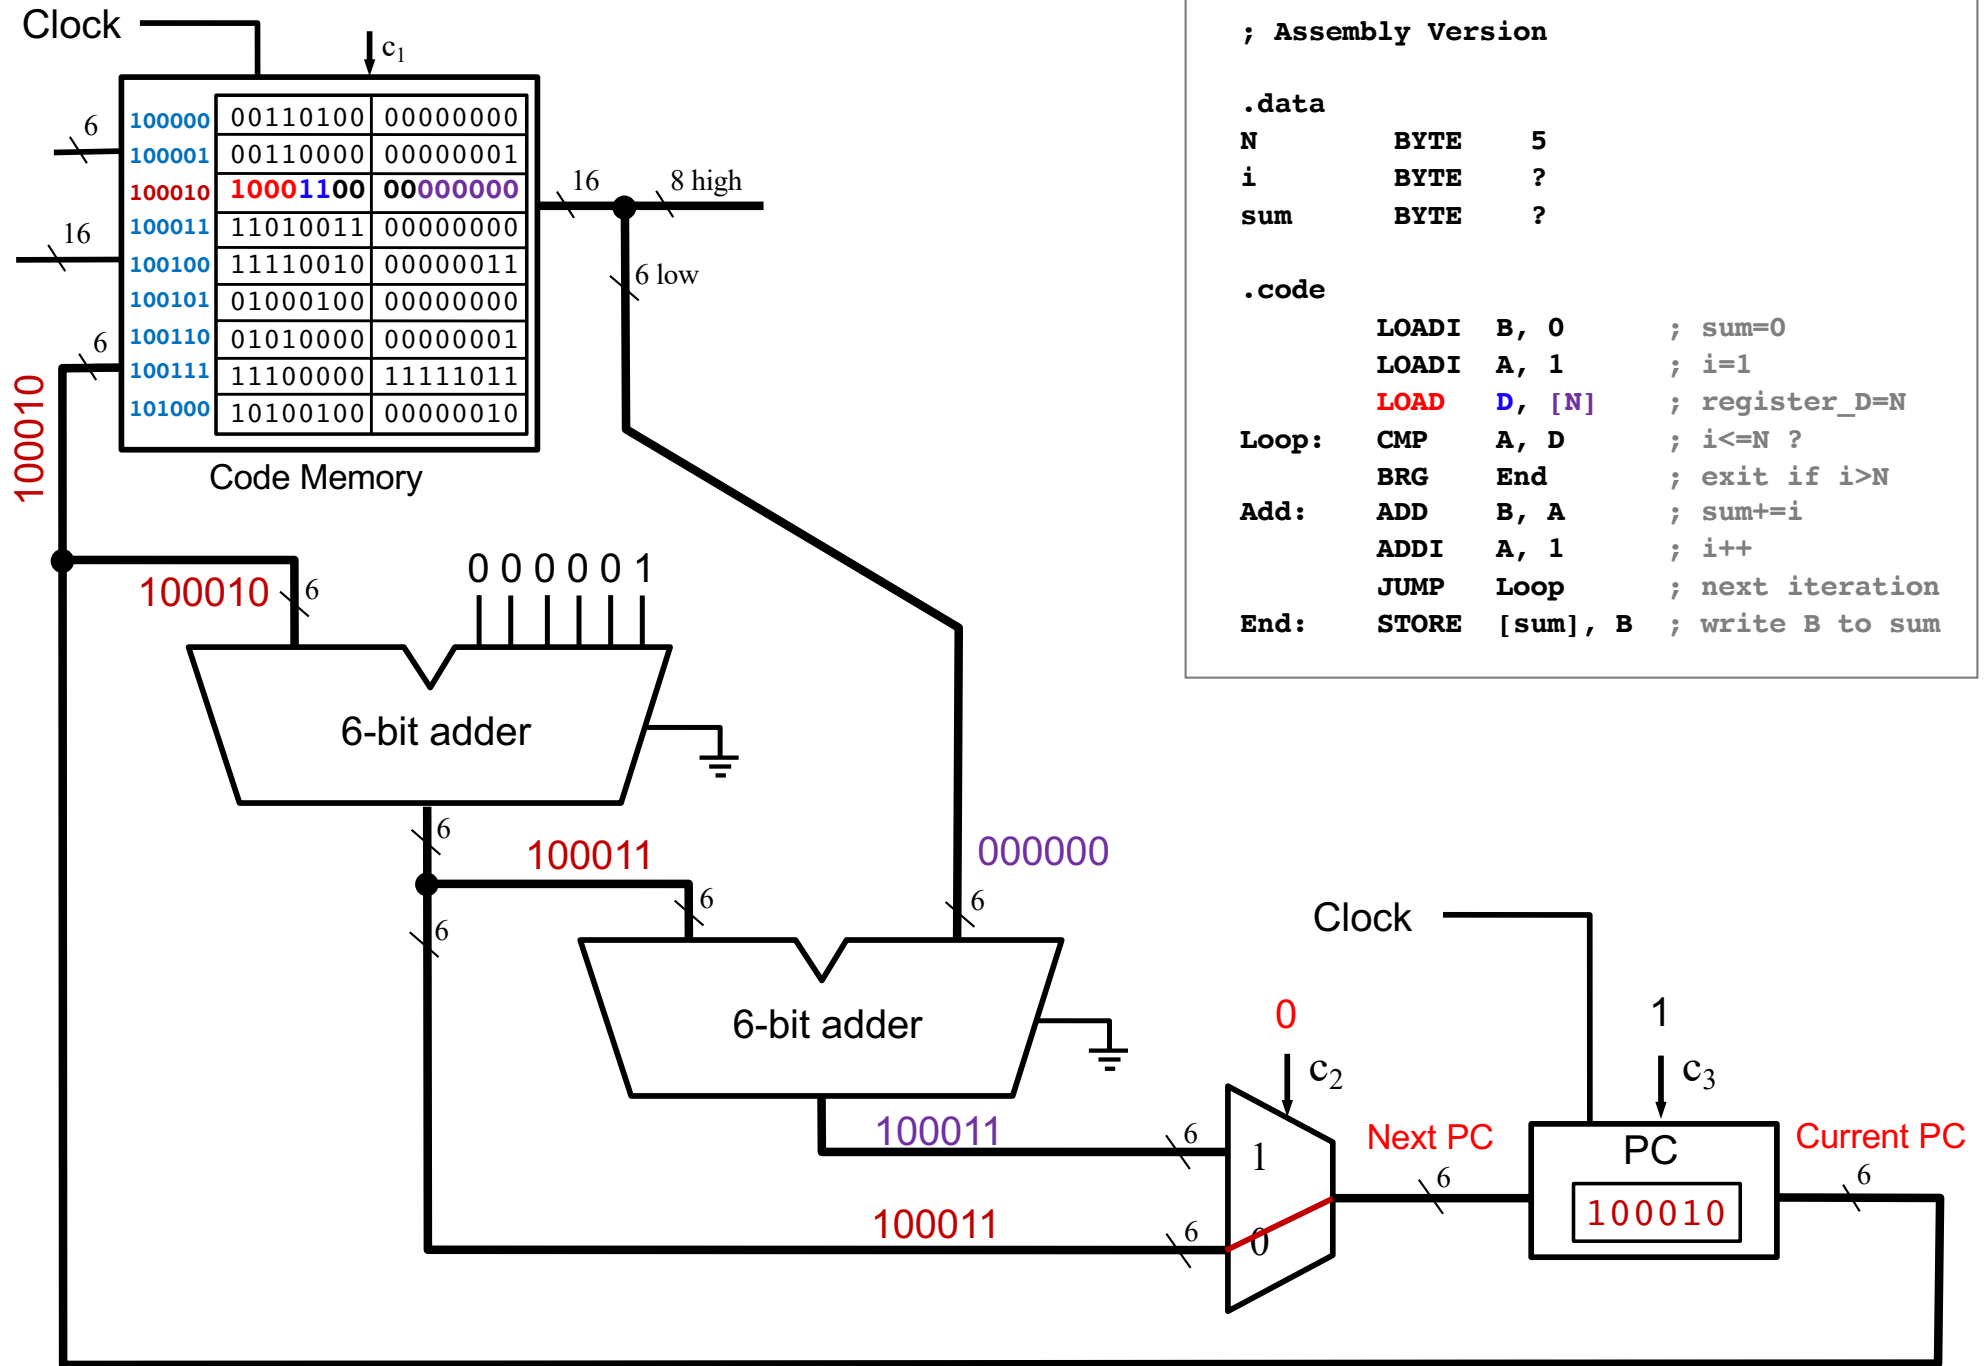 Clock
c1
6
16
6
100000 00110100 00000000
100001 00110000 00000001
100010 10001100 00000000
100011 11010011 00000000
100100 11110010 00000011
100101 01000100 00000000
100110 01010000 00000001
100111 11100000 11111011
101000 10100100 00000010
Code Memory
16
8 high
6 low
100010
; Assembly Version
.data
N BYTE 5
i BYTE ?
sum BYTE ?
.code
LOADI B, 0 ; sum=0
LOADI A, 1 ; i=1
LOAD D, [N] ; register_D=N
Loop: CMP A, D ; i<=N ?
BRG End ; exit if i>N
Add: ADD B, A ; sum+=i
ADDI A, 1 ; i++
JUMP Loop ; next iteration
End: STORE [sum], B ; write B to sum
100010
6
0 0 0 0 0 1
6-bit adder
6
100011
6
6
000000
6
6-bit adder
100011
6
100011
6
0
c2
1
0
Next PC
6
Clock
1
c3
PC
100010
Current PC
6